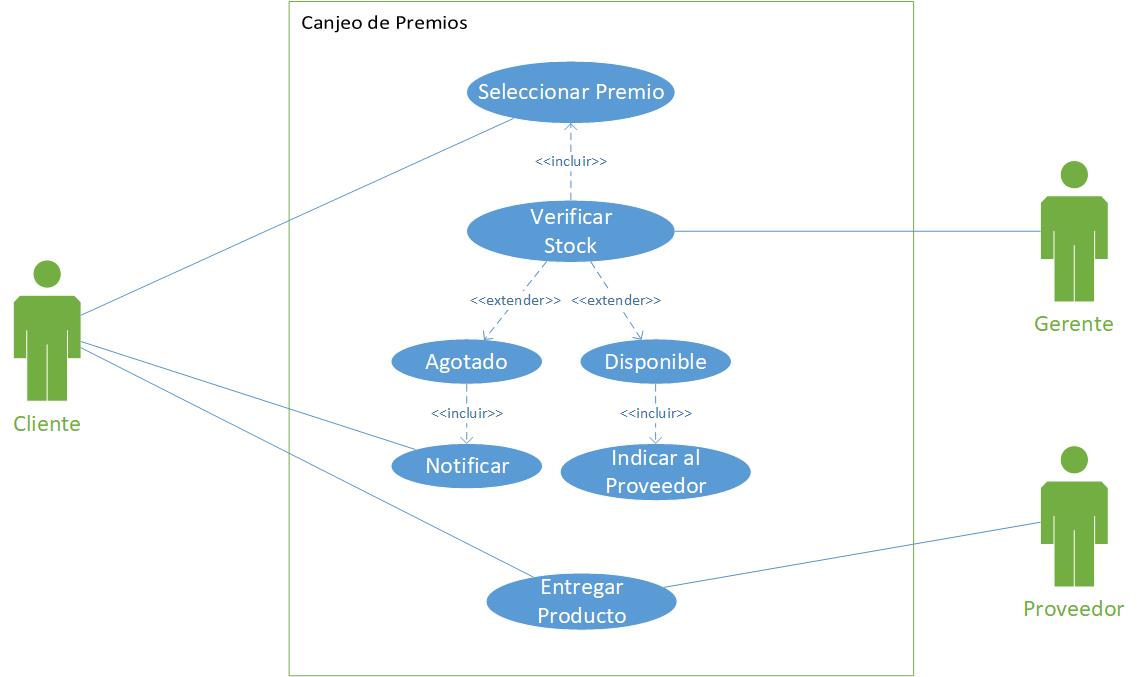 Canjeo de Premios
Seleccionar Premio
<<incluir>>
Verificar
Stock
<<extender>>
<<extender>>
Gerente
Agotado
Disponible
<<incluir>>
<<incluir>>
Cliente
Notificar
Indicar al
Proveedor
Entregar
Producto
Proveedor